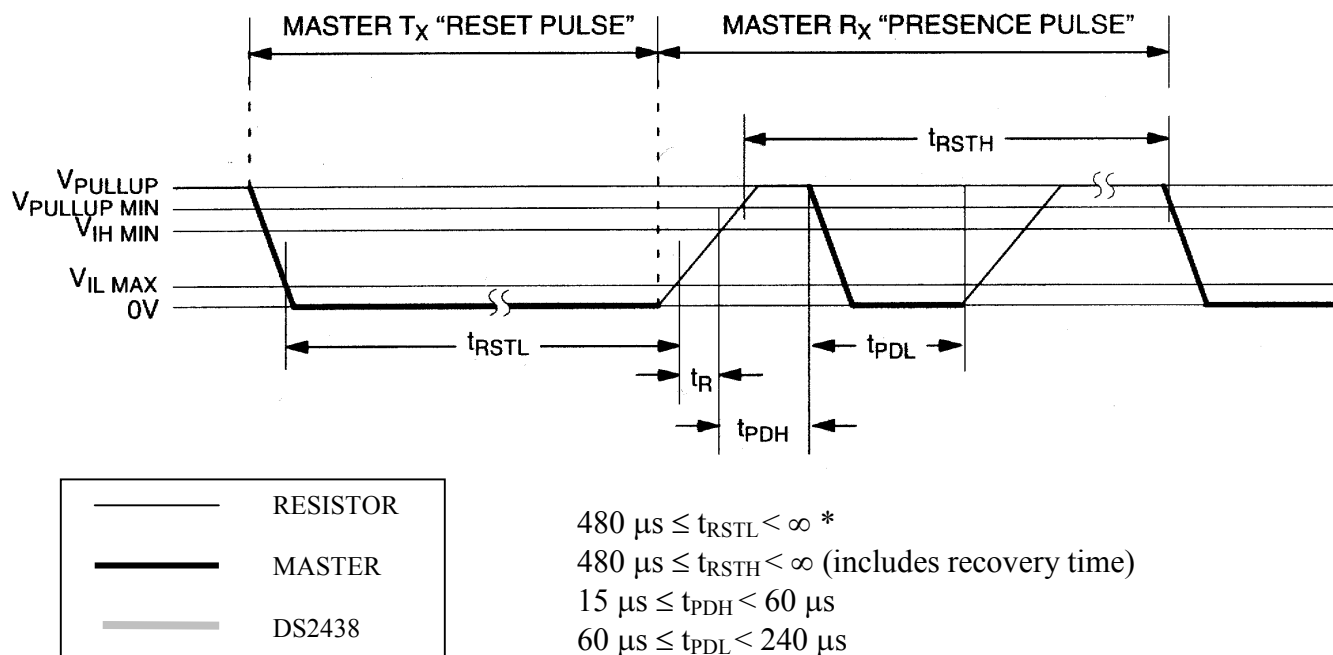 MASTER TX “RESET PULSE”
MASTER RX “PRESENCE PULSE”
tRSTH
VPULLUP
VPULLUP MIN
VIH MIN
VIL MAX
0V
tRSTL
tPDL
tR
tPDH
RESISTOR
MASTER
DS2438
480 μs ≤ tRSTL < ∞ *
480 μs ≤ tRSTH < ∞ (includes recovery time)
15 μs ≤ tPDH < 60 μs
60 μs ≤ tPDL < 240 μs